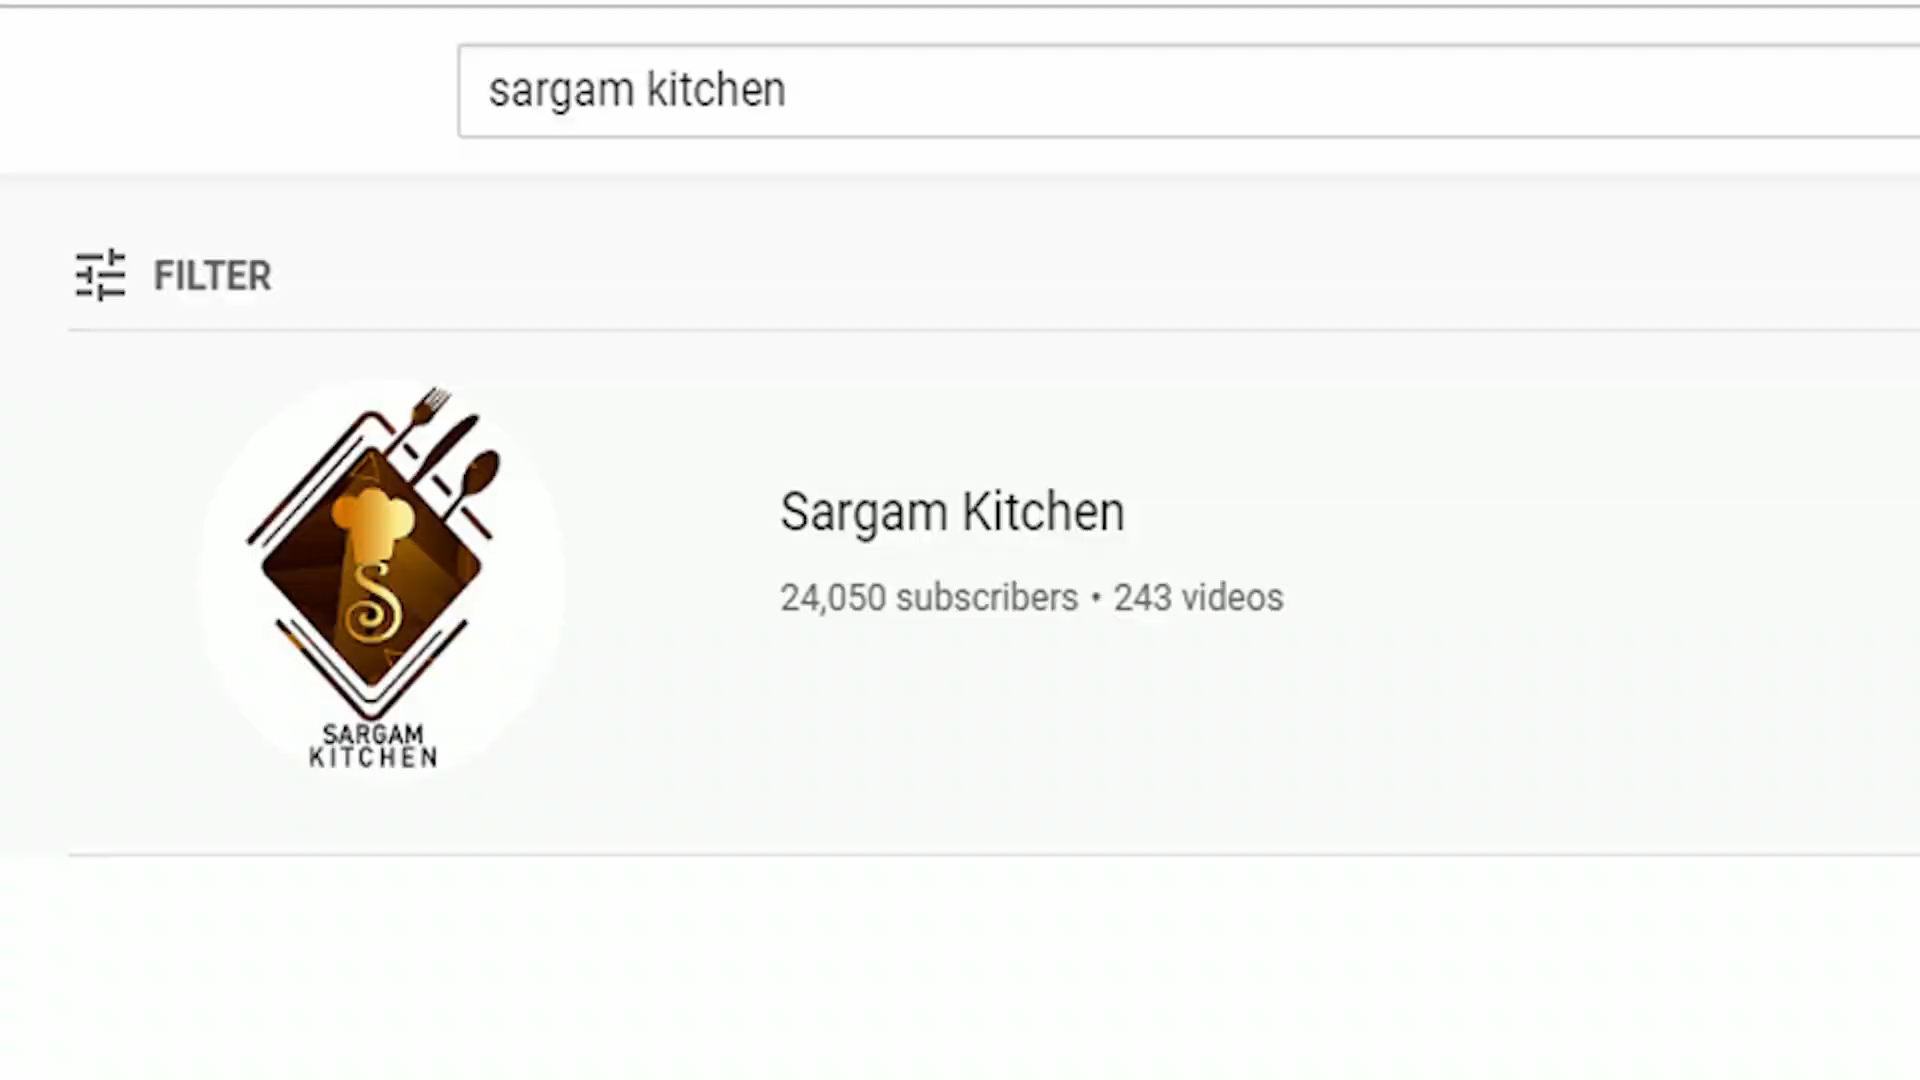 sargam kitchen
FILTER
Sargam Kitchen
24,050 subscribers • 243 videos
S
SARGAM
KITCHEN